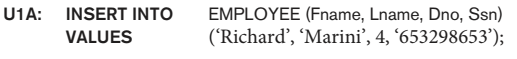 U1A: INSERT INTO EMPLOYEE (Fname, Lname, Dno, Ssn)
VALUES ('Richard', 'Marini', 4, '653298653');